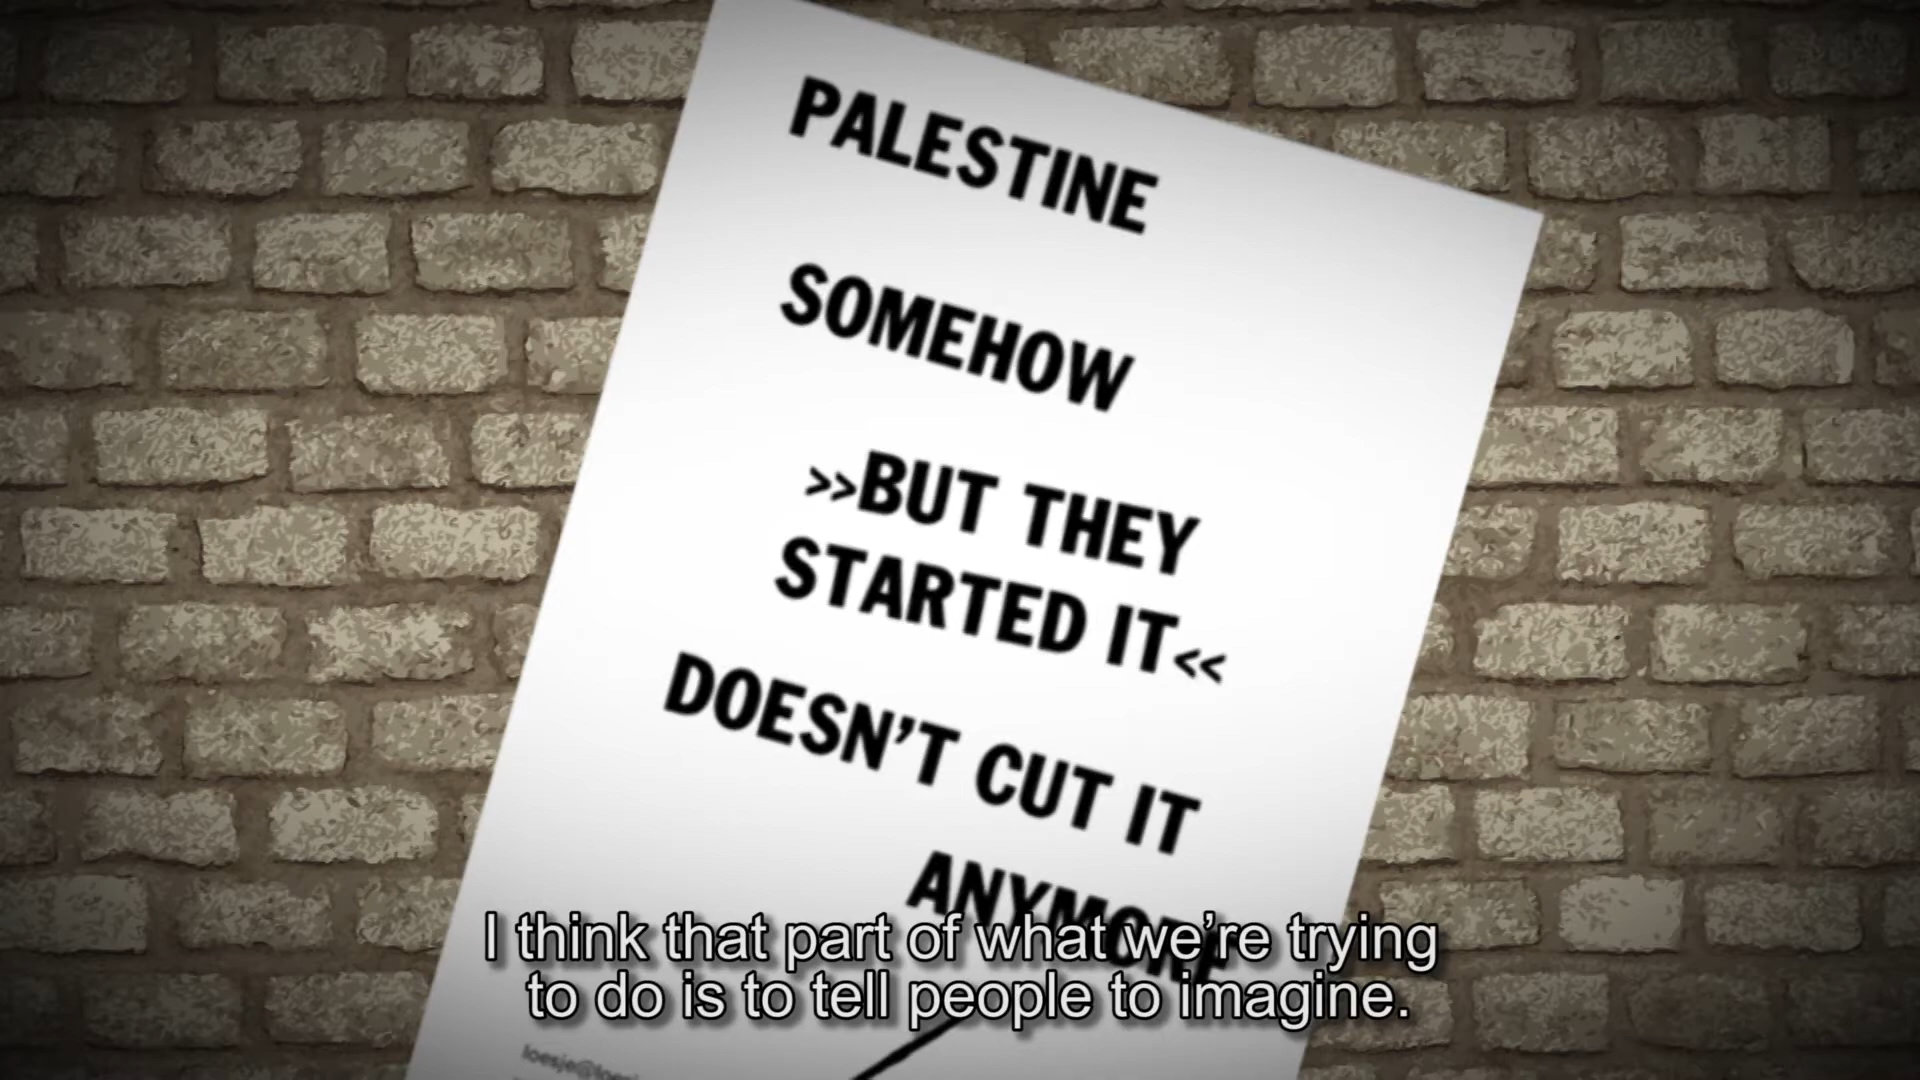 PALESTINE
SOMEHOW
»BUT THEY
STARTED IT«
DOESN'T CUT IT
ANYMORE
I think that part of what we're trying
to do is to tell people to imagine.